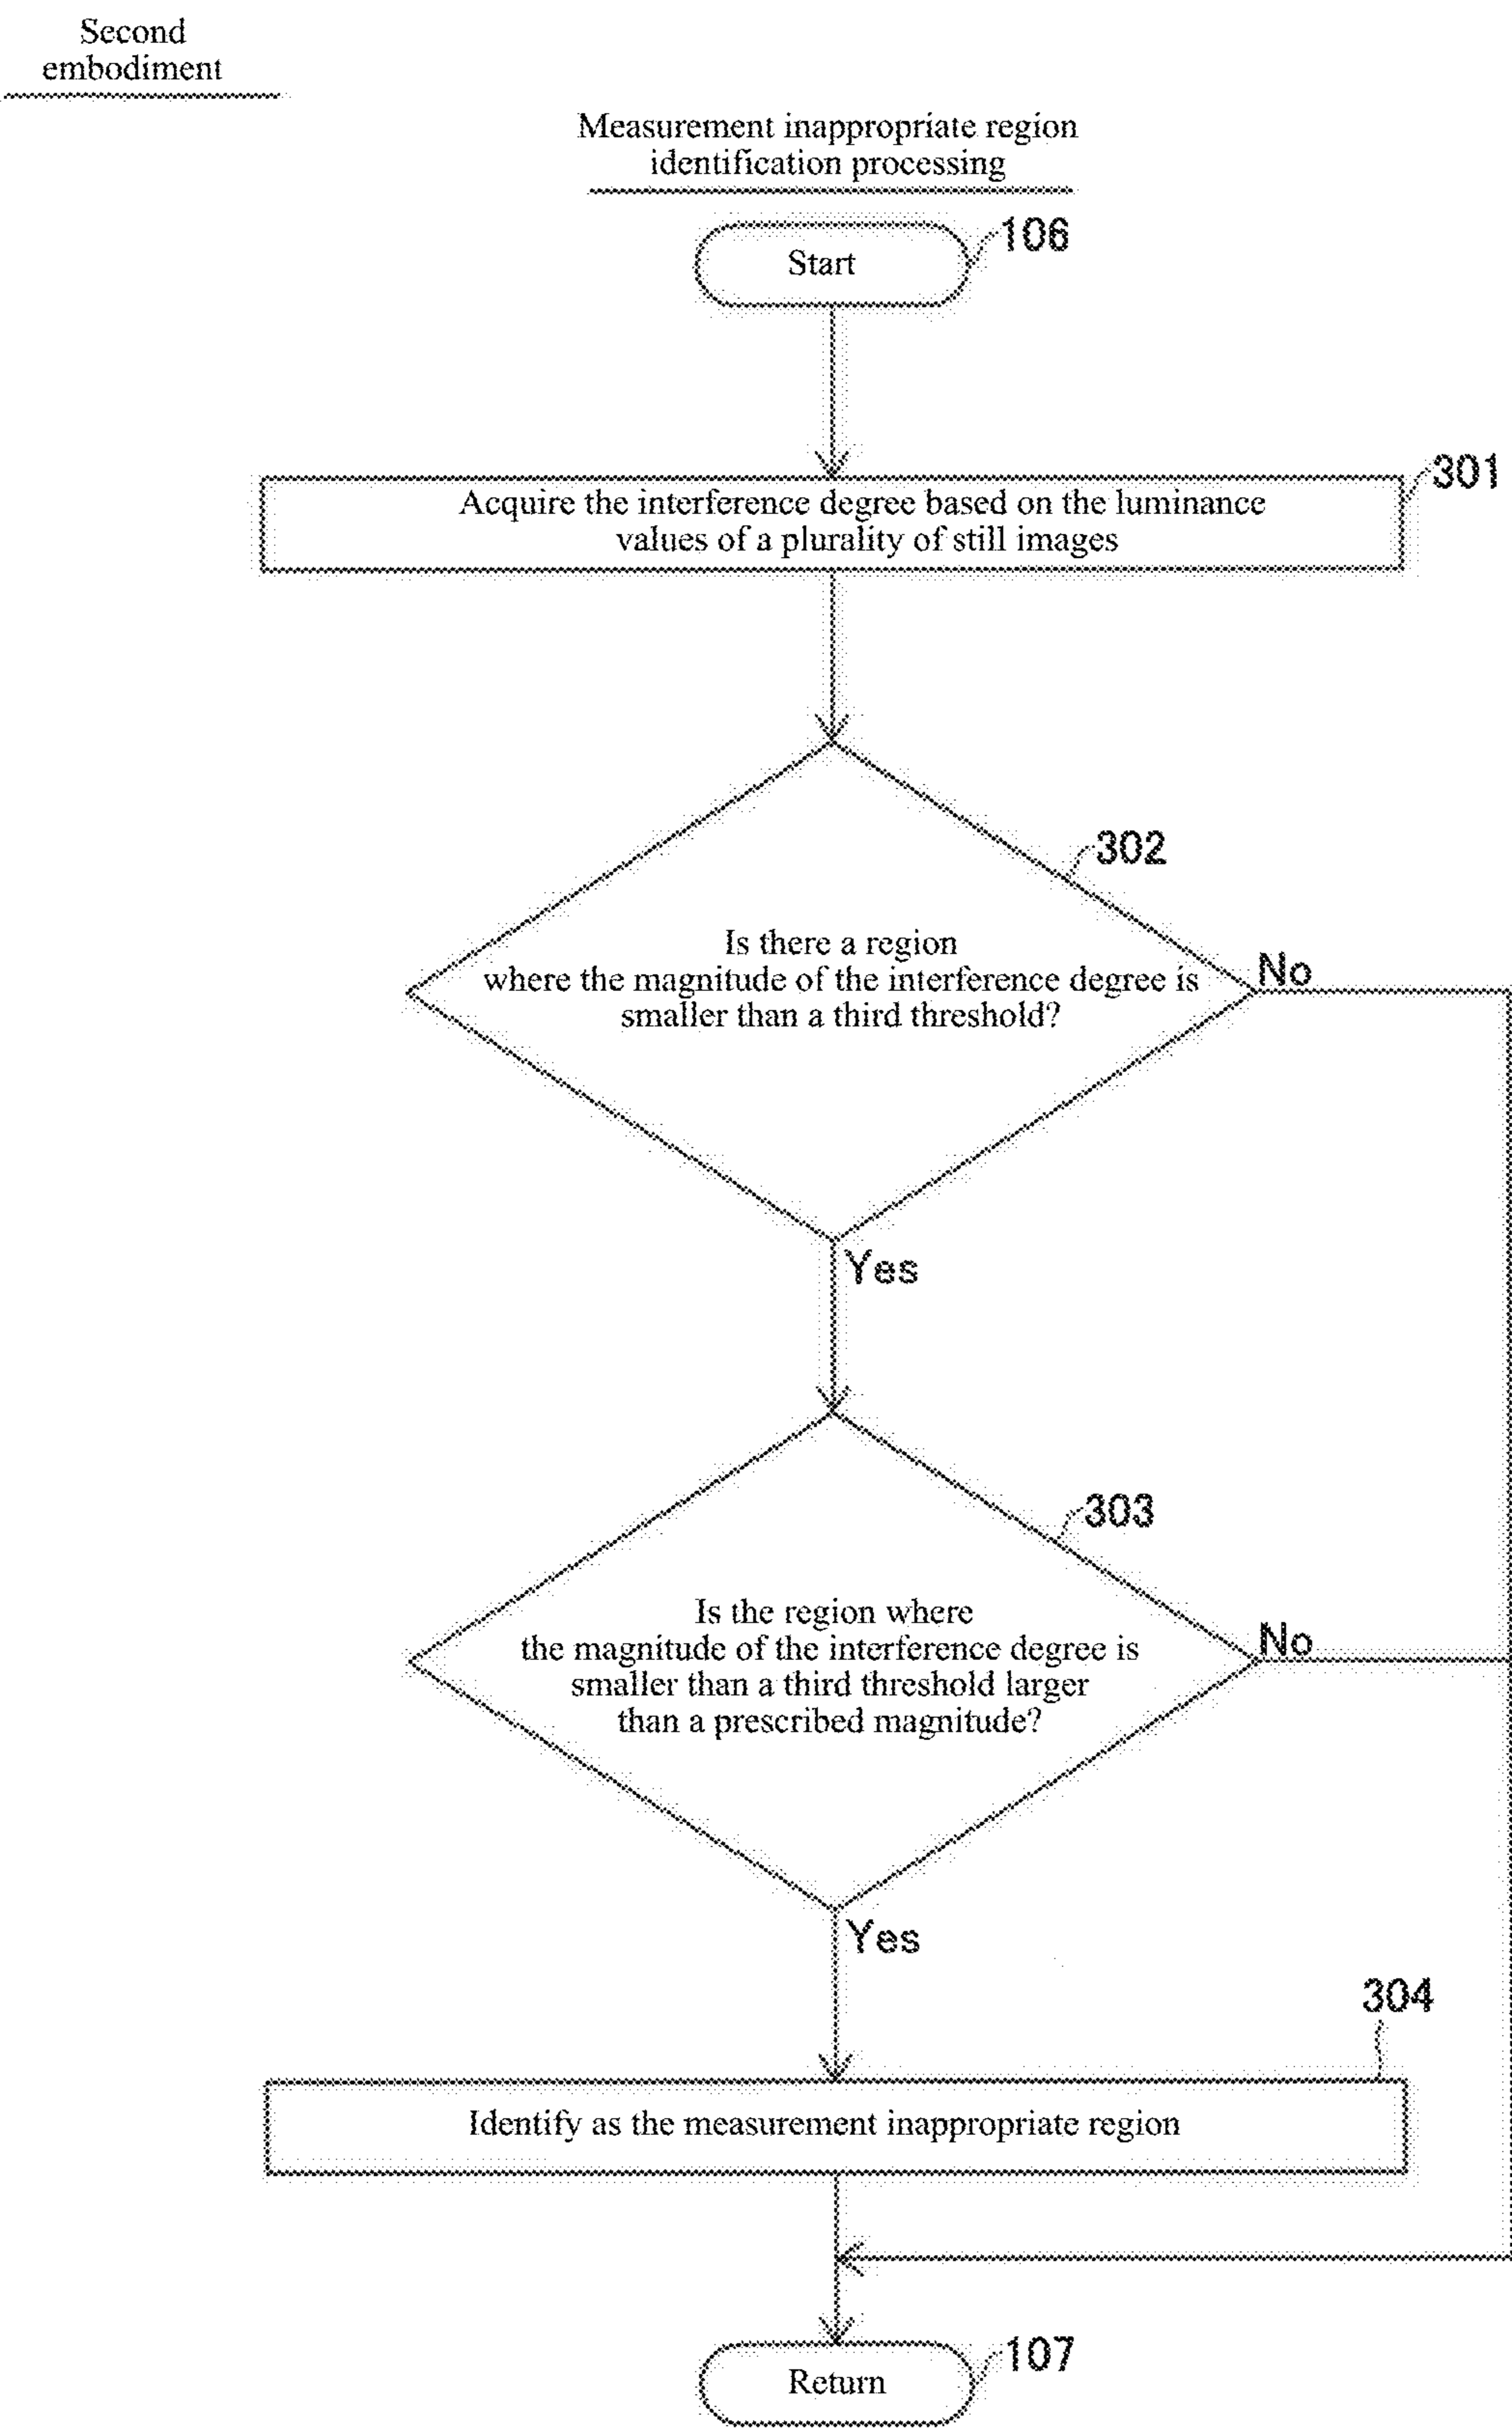 Second
embodiment
Measurement inappropriate region
identification processing
106
Start
301
Acquire the interference degree based on the luminance
values of a plurality of still images
302
Is there a region
where the magnitude of the interference degree is
smaller than a third threshold?
No
Yes
303
Is the region where
the magnitude of the interference degree is
smaller than a third threshold larger
than a prescribed magnitude?
No
Yes
304
Identify as the measurement inappropriate region
107
Return